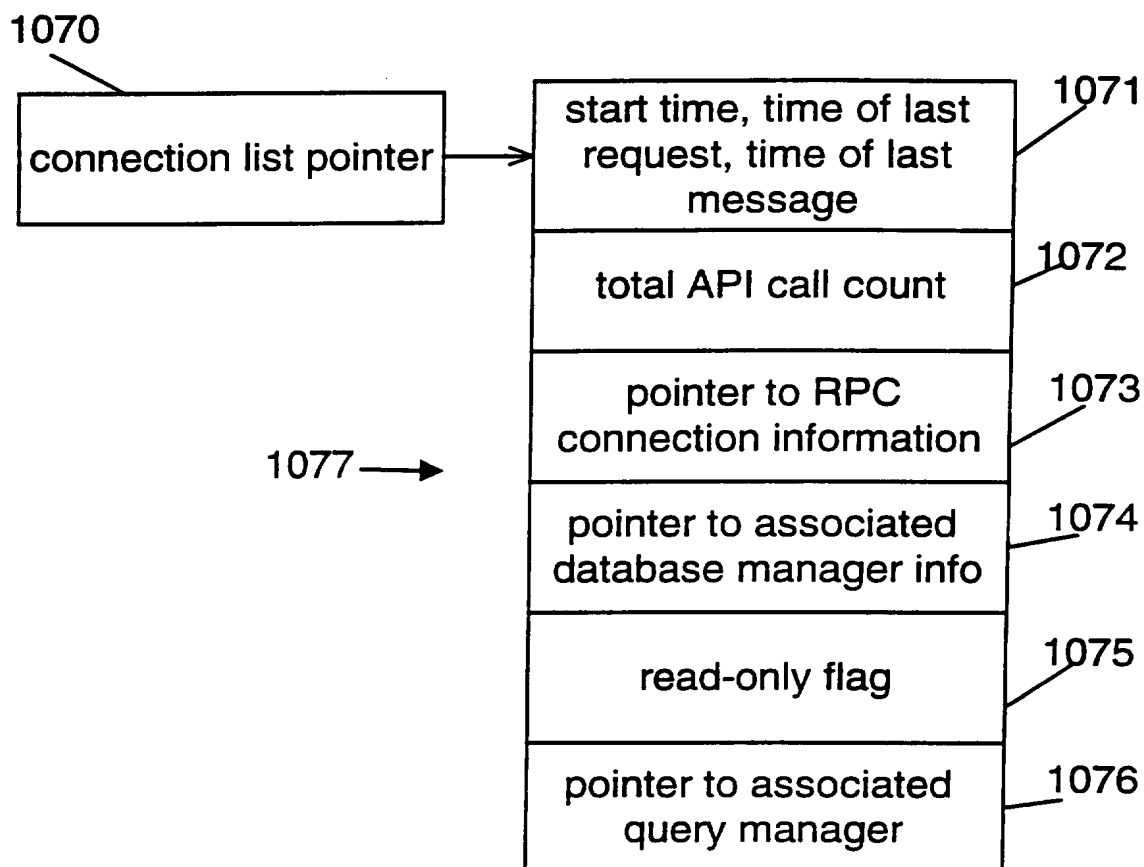 1070
connection list pointer
start time, time of last
request, time of last
message
1071
total API call count
1072
pointer to RPC
connection information
1073
1077
pointer to associated
database manager info
1074
read-only flag
1075
pointer to associated
query manager
1076